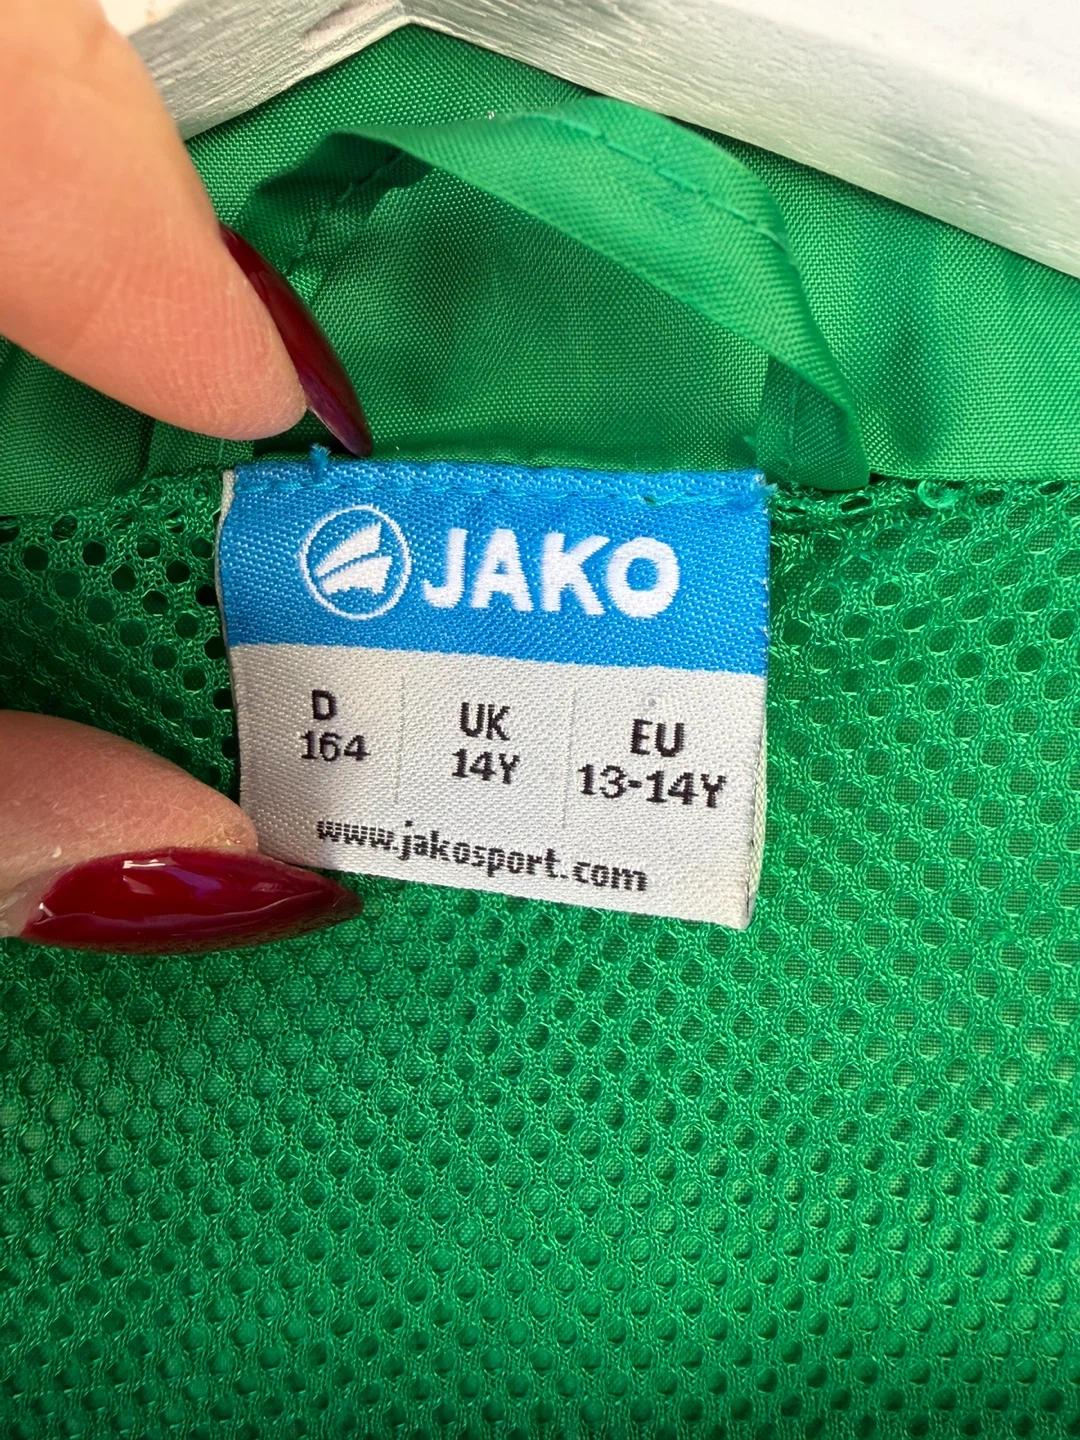 JAKO
D UK EU
164 14Y 13-14Y
www.jakosport.com